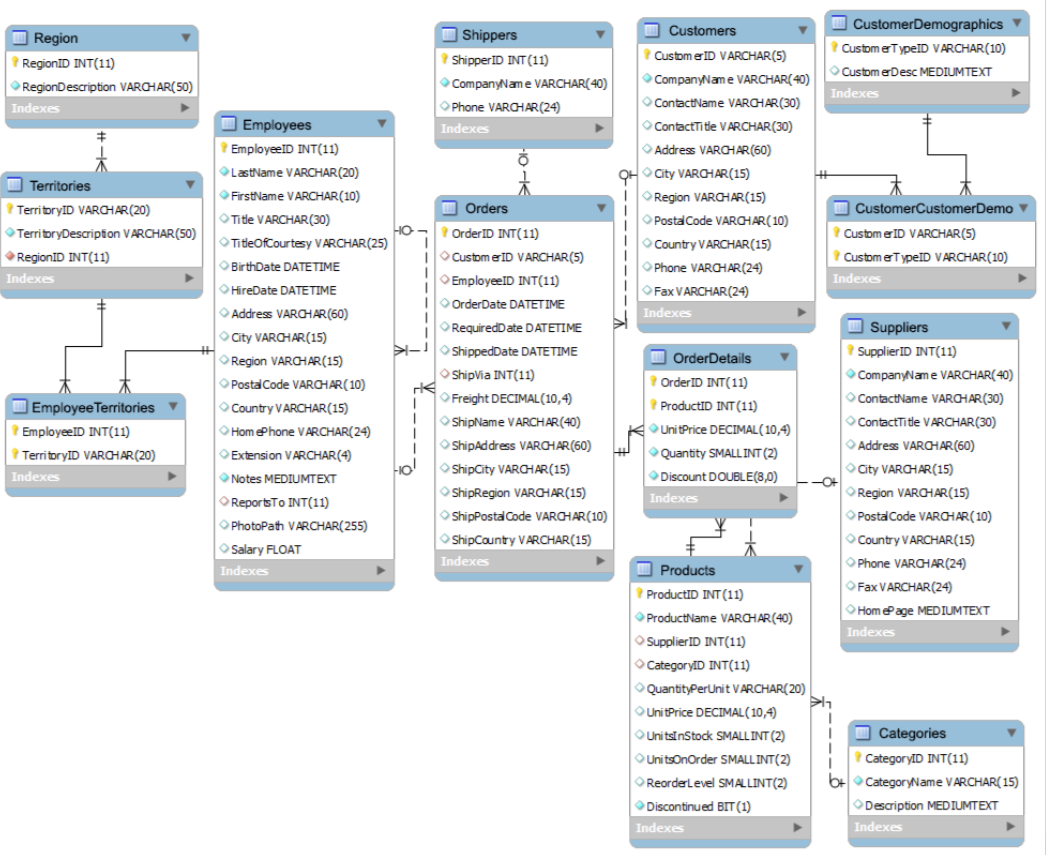 Region
RegionID INT(11)
RegionDescription VARCHAR(50)
Indexes
Territories
TerritoryID VARCHAR(20)
TerritoryDescription VARCHAR(50)
RegionID INT(11)
Indexes
EmployeeTerritories
EmployeeID INT(11)
TerritoryID VARCHAR(20)
Indexes
Employees
EmployeeID INT(11)
LastName VARCHAR(20)
FirstName VARCHAR(10)
Title VARCHAR(30)
TitleOfCourtesy VARCHAR(25)
BirthDate DATETIME
HireDate DATETIME
Address VARCHAR(60)
City VARCHAR(15)
Region VARCHAR(15)
PostalCode VARCHAR(10)
Country VARCHAR(15)
HomePhone VARCHAR(24)
Extension VARCHAR(4)
Notes MEDIUMTEXT
ReportsTo INT(11)
PhotoPath VARCHAR(255)
Salary FLOAT
Indexes
Shippers
ShipperID INT(11)
CompanyName VARCHAR(40)
Phone VARCHAR(24)
Indexes
Orders
OrderID INT(11)
CustomerID VARCHAR(5)
EmployeeID INT(11)
OrderDate DATETIME
RequiredDate DATETIME
ShippedDate DATETIME
ShipVia INT(11)
Freight DECIMAL(10,4)
ShipName VARCHAR(40)
ShipAddress VARCHAR(60)
ShipCity VARCHAR(15)
ShipRegion VARCHAR(15)
ShipPostalCode VARCHAR(10)
ShipCountry VARCHAR(15)
Indexes
Customers
CustomerID VARCHAR(5)
CompanyName VARCHAR(40)
ContactName VARCHAR(30)
ContactTitle VARCHAR(30)
Address VARCHAR(60)
City VARCHAR(15)
Region VARCHAR(15)
PostalCode VARCHAR(10)
Country VARCHAR(15)
Phone VARCHAR(24)
Fax VARCHAR(24)
Indexes
OrderDetails
OrderID INT(11)
ProductID INT(11)
UnitPrice DECIMAL(10,4)
Quantity SMALLINT(2)
Discount DOUBLE(8,0)
Indexes
Products
ProductID INT(11)
ProductName VARCHAR(40)
SupplierID INT(11)
CategoryID INT(11)
QuantityPerUnit VARCHAR(20)
UnitPrice DECIMAL(10,4)
UnitsInStock SMALLINT(2)
UnitsOnOrder SMALLINT(2)
ReorderLevel SMALLINT(2)
Discontinued BIT(1)
Indexes
CustomerDemographics
CustomerTypeID VARCHAR(10)
CustomerDesc MEDIUMTEXT
Indexes
CustomerCustomerDemo
CustomerID VARCHAR(5)
CustomerTypeID VARCHAR(10)
Indexes
Suppliers
SupplierID INT(11)
CompanyName VARCHAR(40)
ContactName VARCHAR(30)
ContactTitle VARCHAR(30)
Address VARCHAR(60)
City VARCHAR(15)
Region VARCHAR(15)
PostalCode VARCHAR(10)
Country VARCHAR(15)
Phone VARCHAR(24)
Fax VARCHAR(24)
HomePage MEDIUMTEXT
Indexes
Categories
CategoryID INT(11)
CategoryName VARCHAR(15)
Description MEDIUMTEXT
Indexes